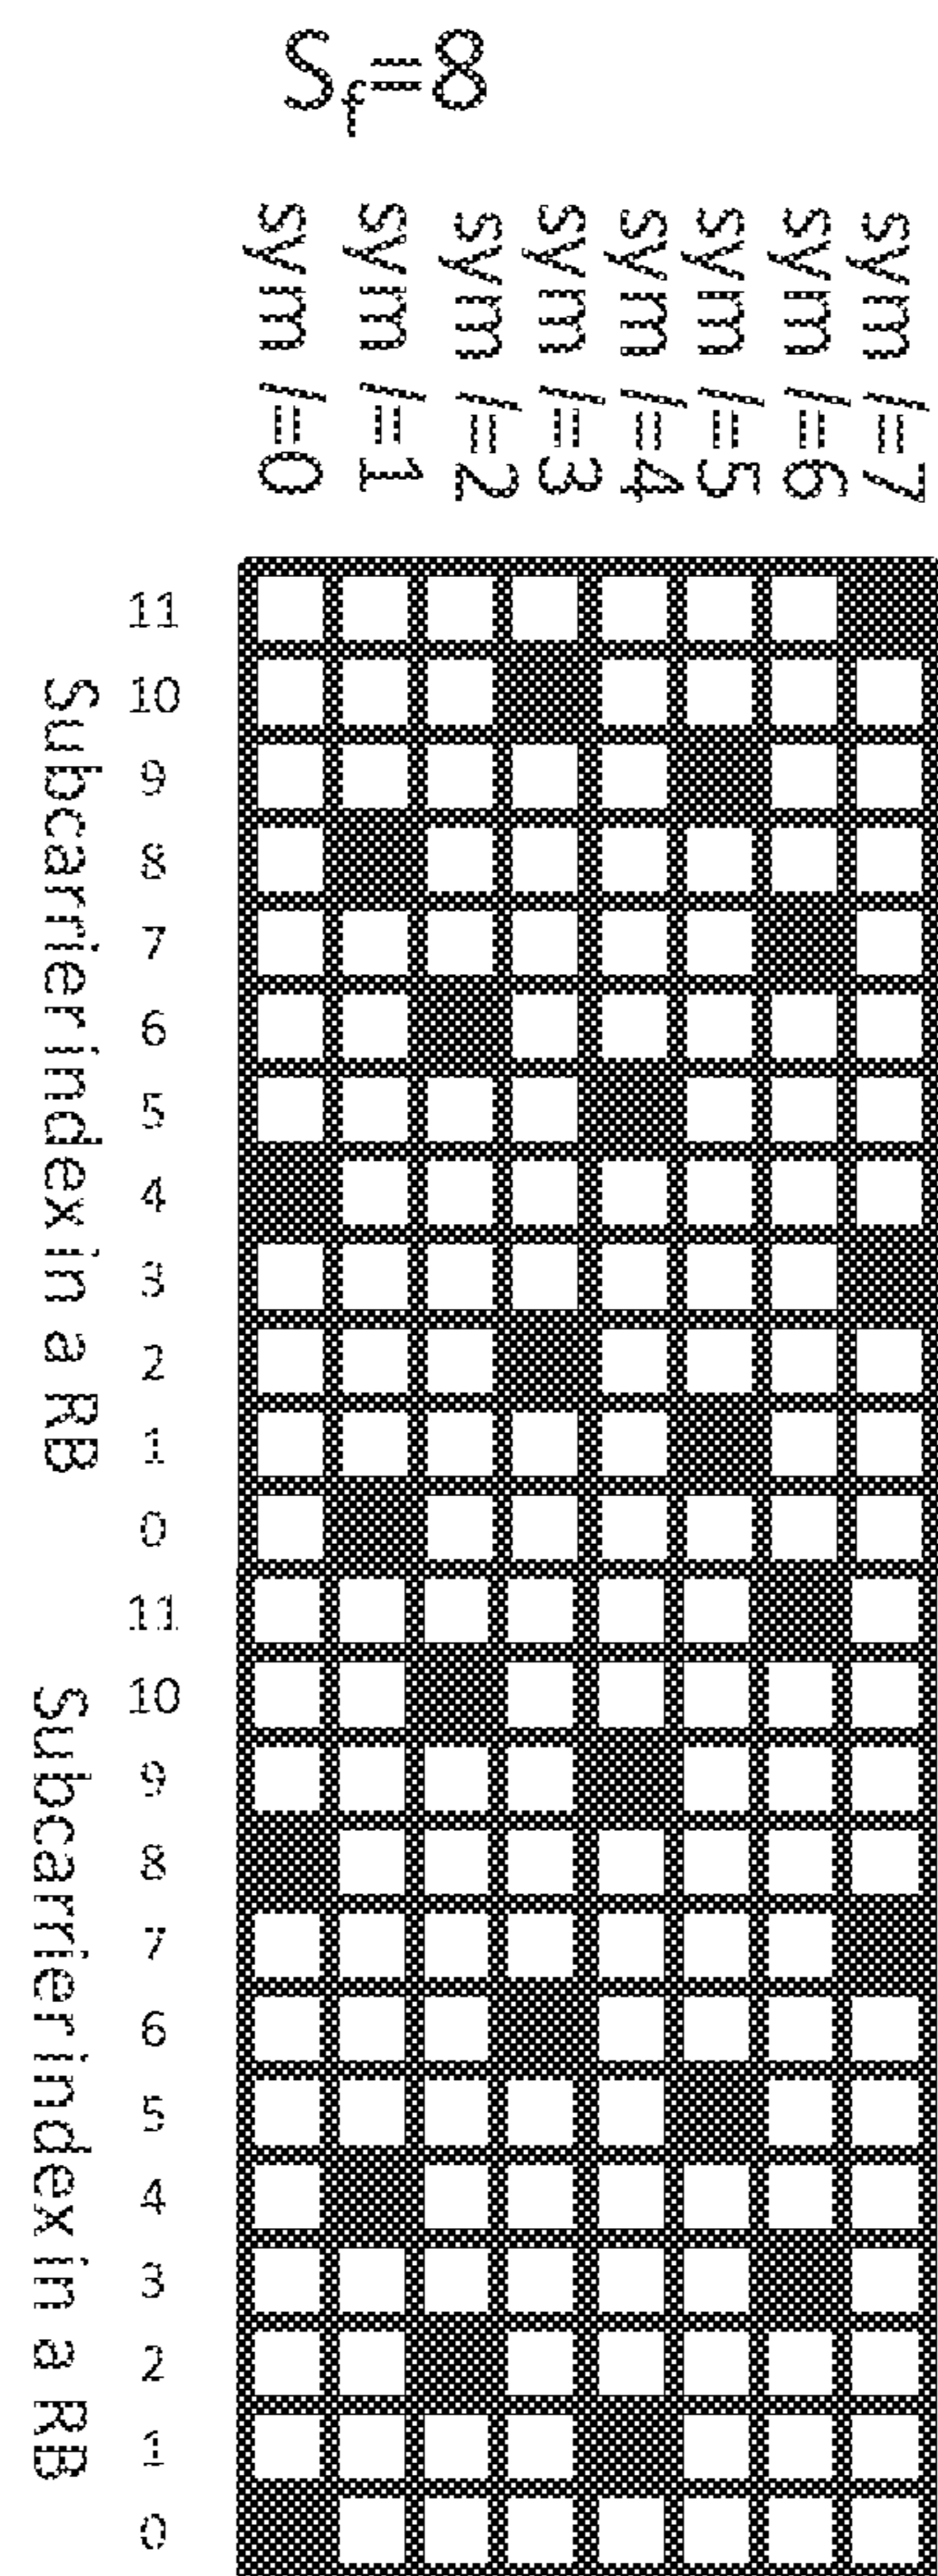 S_f=8
sym l=0
sym l=1
sym l=2
sym l=3
sym l=4
sym l=5
sym l=6
sym l=7
Subcarrier index in a RB
11
10
9
8
7
6
5
4
3
2
1
0
Subcarrier index in a RB
11
10
9
8
7
6
5
4
3
2
1
0